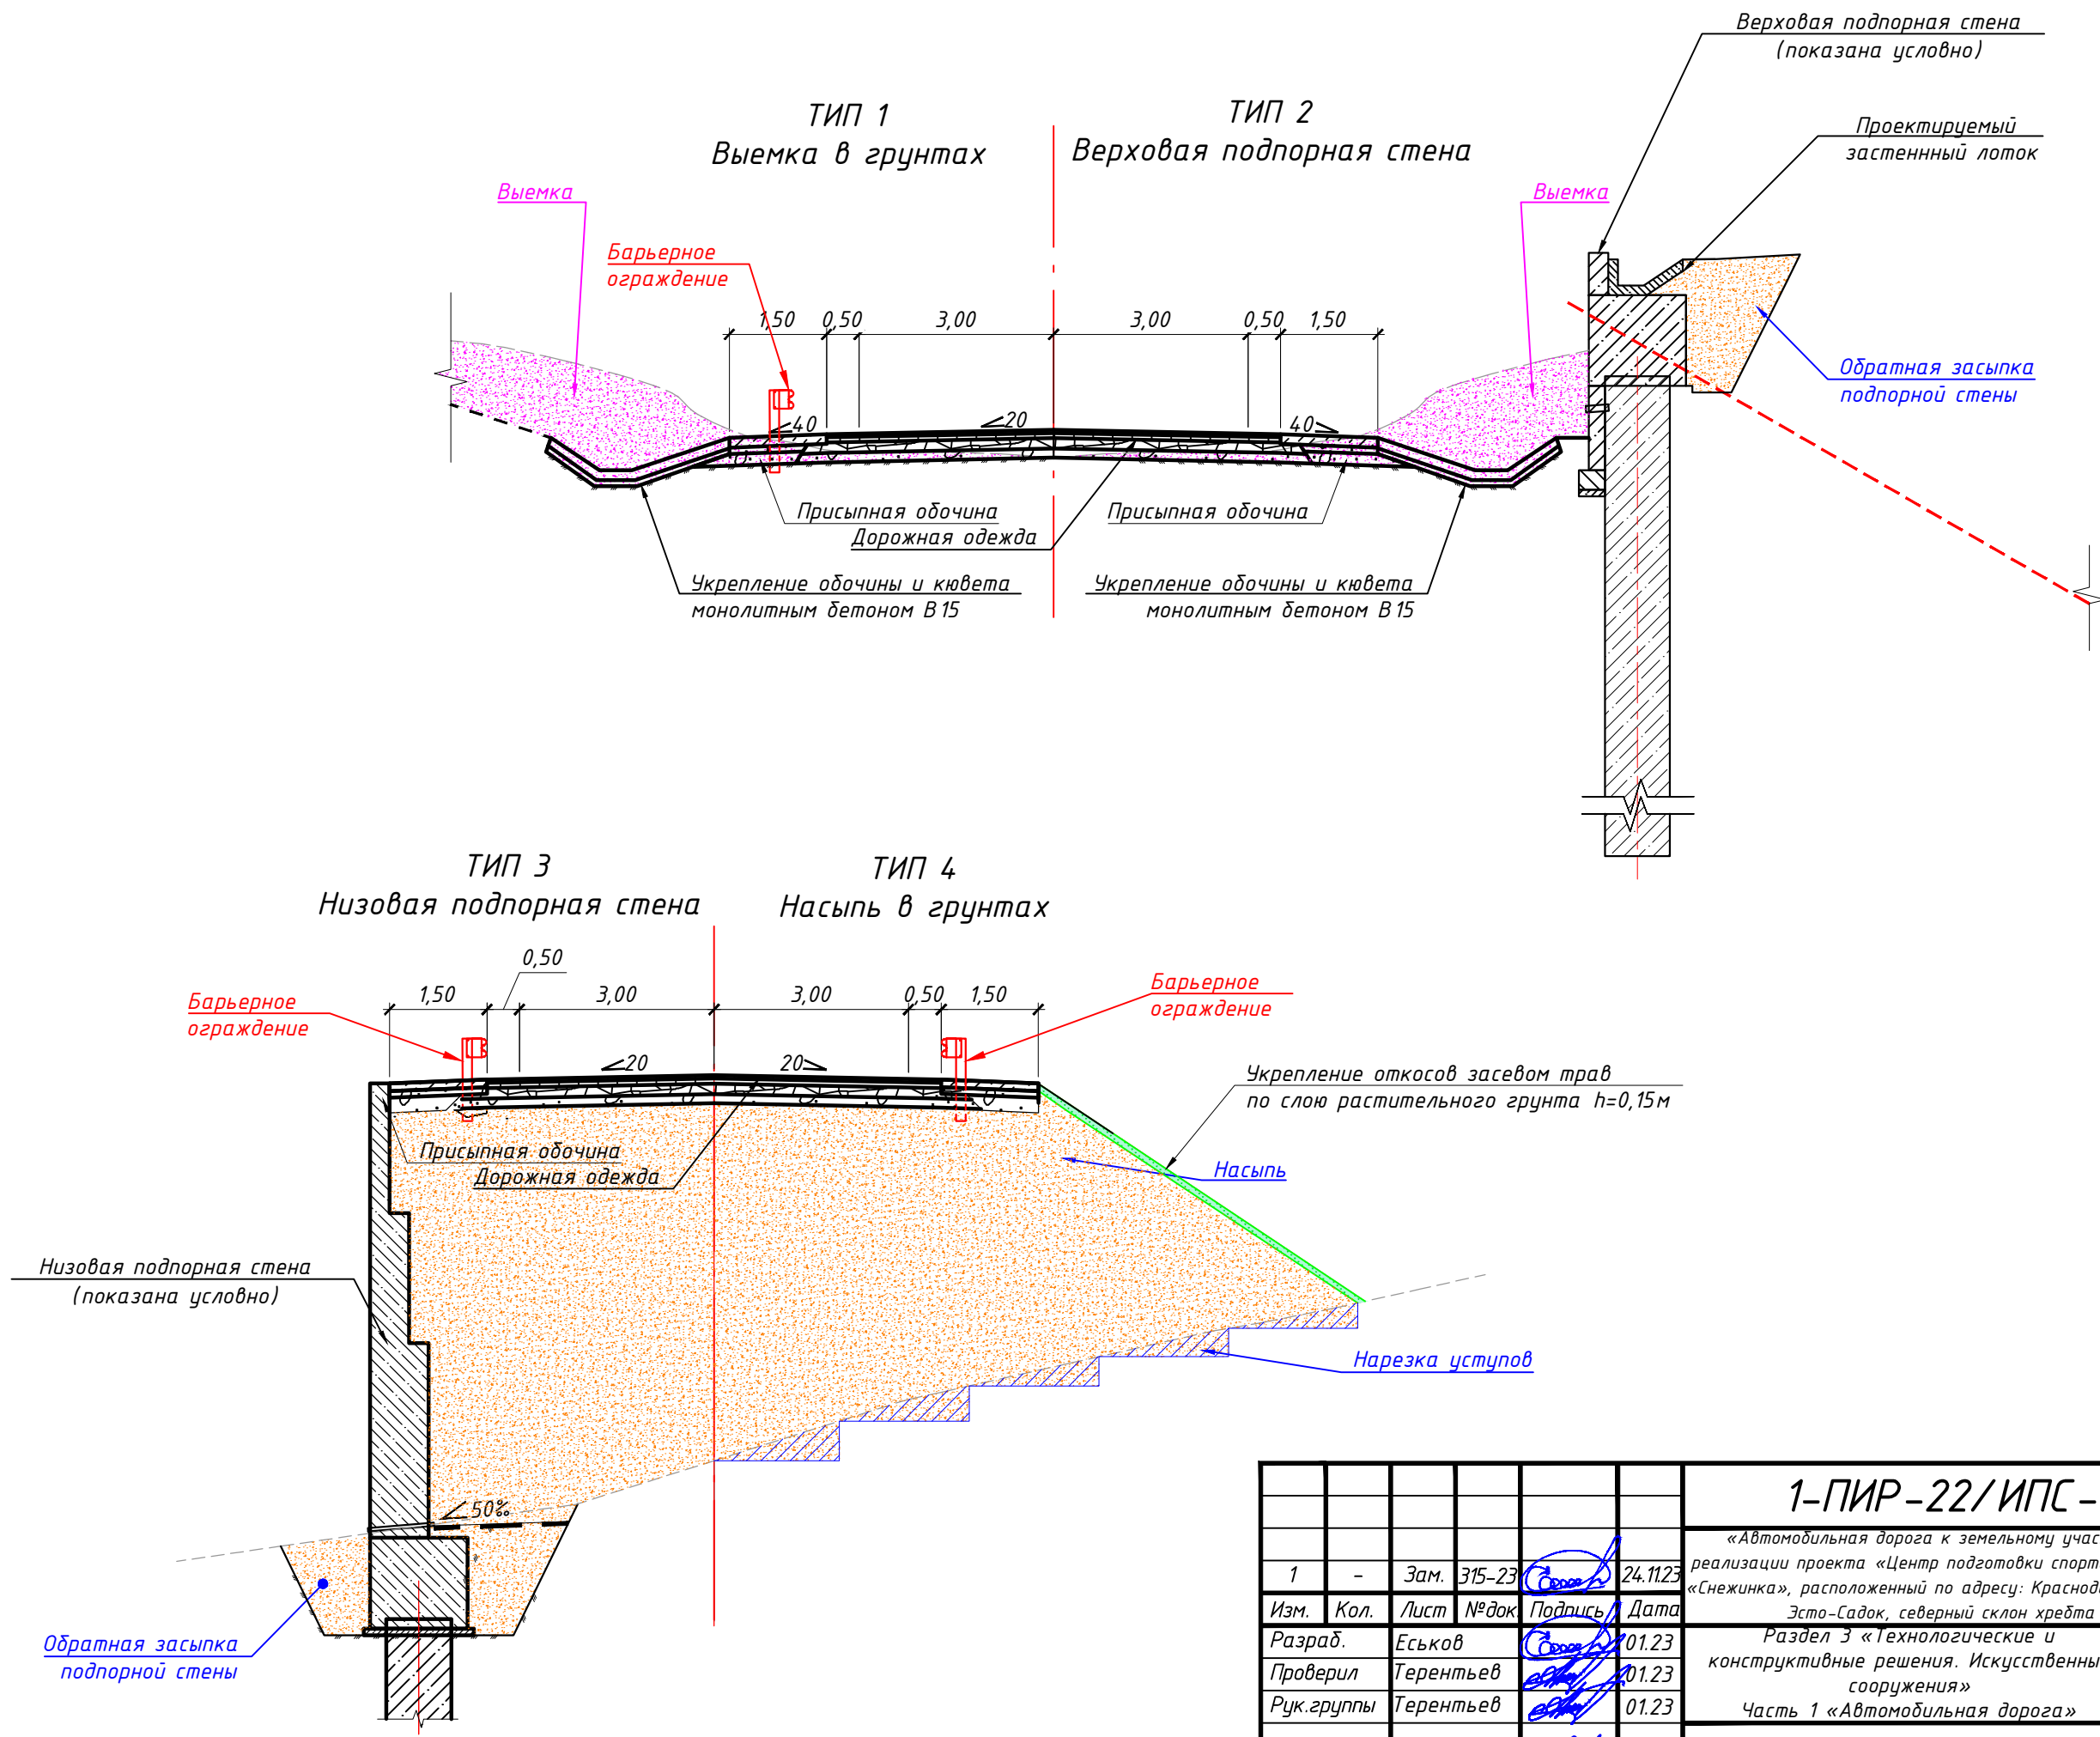 Верховая подпорная стена
(показана условно)
ТИП 1
Выемка в грунтах
ТИП 2
Верховая подпорная стена
Проектируемый
застеннный лоток
Выемка
Выемка
Барьерное
ограждение
1,50 0,50 3,00 3,00 0,50 1,50
40 20 40
Обратная засыпка
подпорной стены
Присыпная обочина
Присыпная обочина
Дорожная одежда
Укрепление обочины и кювета
монолитным бетоном В15
Укрепление обочины и кювета
монолитным бетоном В15
ТИП 3
Низовая подпорная стена
ТИП 4
Насыпь в грунтах
0,50
1,50 3,00 3,00 0,50 1,50
Барьерное
ограждение
Барьерное
ограждение
20 20
Укрепление откосов засевом трав
по слою растительного грунта h=0,15м
Присыпная обочина
Дорожная одежда
Насыпь
Низовая подпорная стена
(показана условно)
Нарезка уступов
50‰
Обратная засыпка
подпорной стены
1-ПИР-22/ИПС-
«Автомобильная дорога к земельному учас
реализации проекта «Центр подготовки спорт
«Снежинка», расположенный по адресу: Краснод
Эсто-Садок, северный склон хребта
1 - Зам. 315-23 24.11.23
Изм. Кол. Лист №док. Подпись Дата
Разраб. Еськов 01.23
Проверил Терентьев 01.23
Рук.группы Терентьев 01.23
Раздел 3 «Технологические и
конструктивные решения. Искусственны
сооружения»
Часть 1 «Автомобильная дорога»